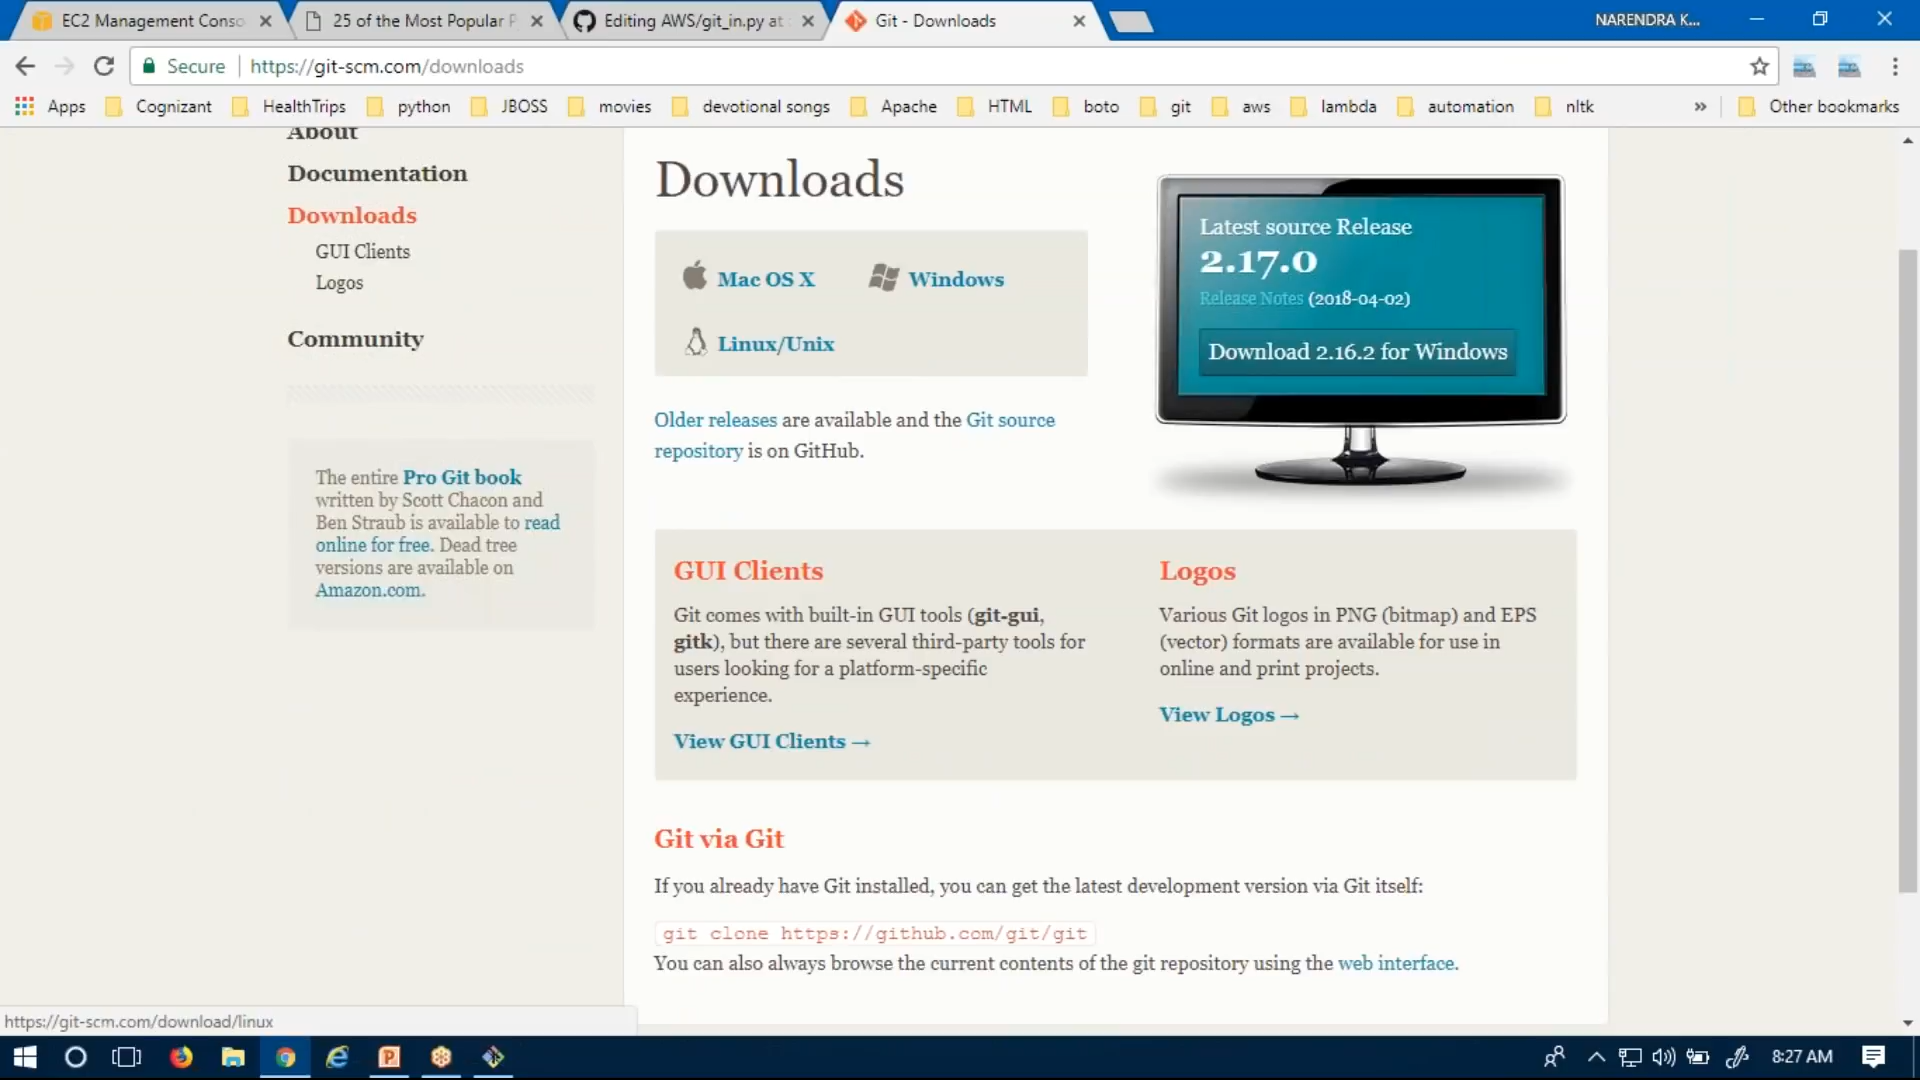 EC2 Management Conso
25 of the Most Popular P
Editing AWS/git_in.py at
Git - Downloads
NARENDRA K...
Secure
https://git-scm.com/downloads
Apps
Cognizant
HealthTrips
python
JBOSS
movies
devotional songs
Apache
HTML
boto
git
aws
lambda
automation
nltk
»
Other bookmarks
About
Documentation
Downloads
GUI Clients
Logos
Community
The entire Pro Git book
written by Scott Chacon and
Ben Straub is available to read
online for free. Dead tree
versions are available on
Amazon.com.
Downloads
Mac OS X
Windows
Linux/Unix
Older releases are available and the Git source
repository is on GitHub.
Latest source Release
2.17.0
Release Notes (2018-04-02)
Download 2.16.2 for Windows
GUI Clients
Git comes with built-in GUI tools (git-gui,
gitk), but there are several third-party tools for
users looking for a platform-specific
experience.
View GUI Clients →
Logos
Various Git logos in PNG (bitmap) and EPS
(vector) formats are available for use in
online and print projects.
View Logos →
Git via Git
If you already have Git installed, you can get the latest development version via Git itself:
git clone https://github.com/git/git
You can also always browse the current contents of the git repository using the web interface.
https://git-scm.com/download/linux
8:27 AM